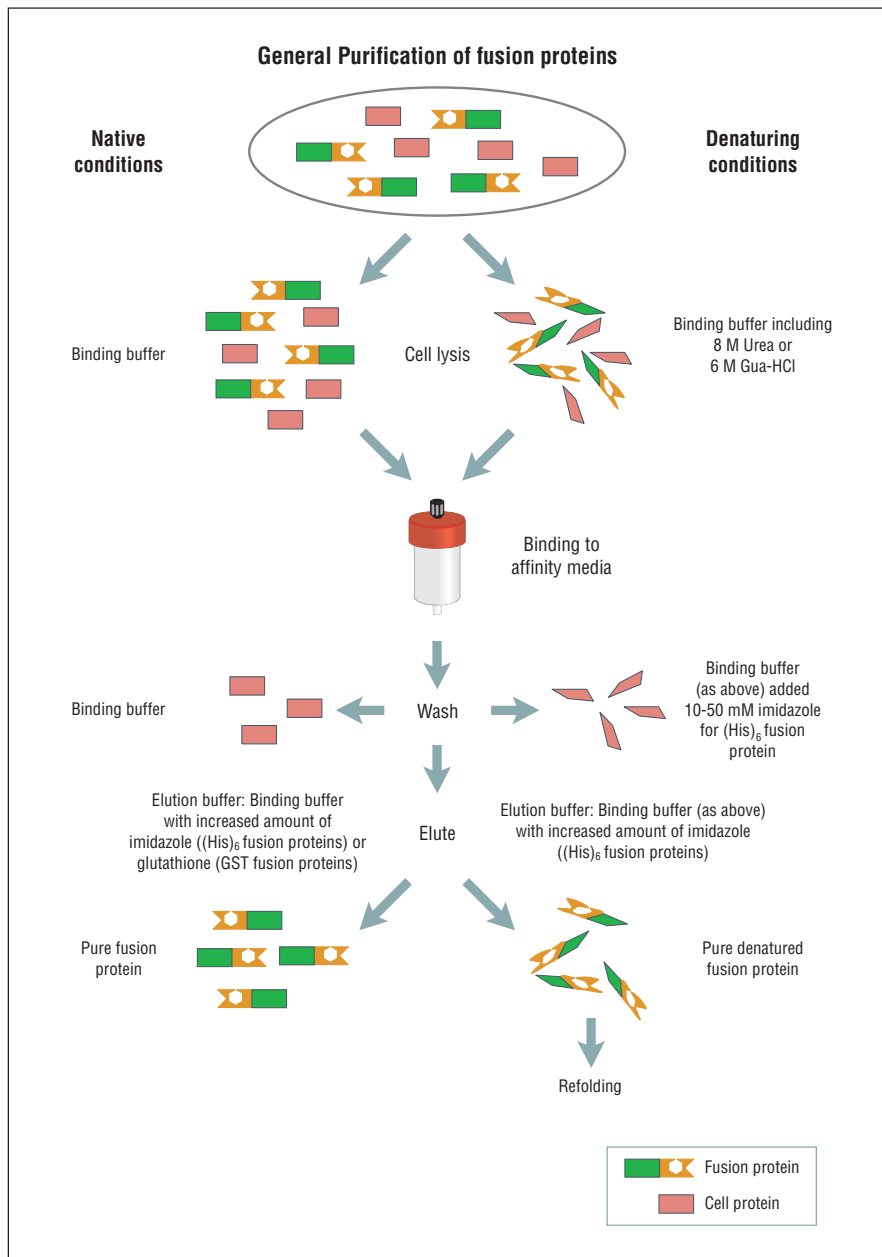 General Purification of fusion proteins
Native
conditions
Denaturing
conditions
Binding buffer
Cell lysis
Binding buffer including
8 M Urea or
6 M Gua-HCl
Binding to
affinity media
Binding buffer
Wash
Binding buffer
(as above) added
10-50 mM imidazole
for (His)₆ fusion
protein
Elution buffer: Binding buffer
with increased amount of
imidazole ((His)₆ fusion proteins) or
glutathione (GST fusion proteins)
Elute
Elution buffer: Binding buffer (as above)
with increased amount of imidazole
((His)₆ fusion proteins)
Pure fusion
protein
Pure denatured
fusion protein
Refolding
Fusion protein
Cell protein